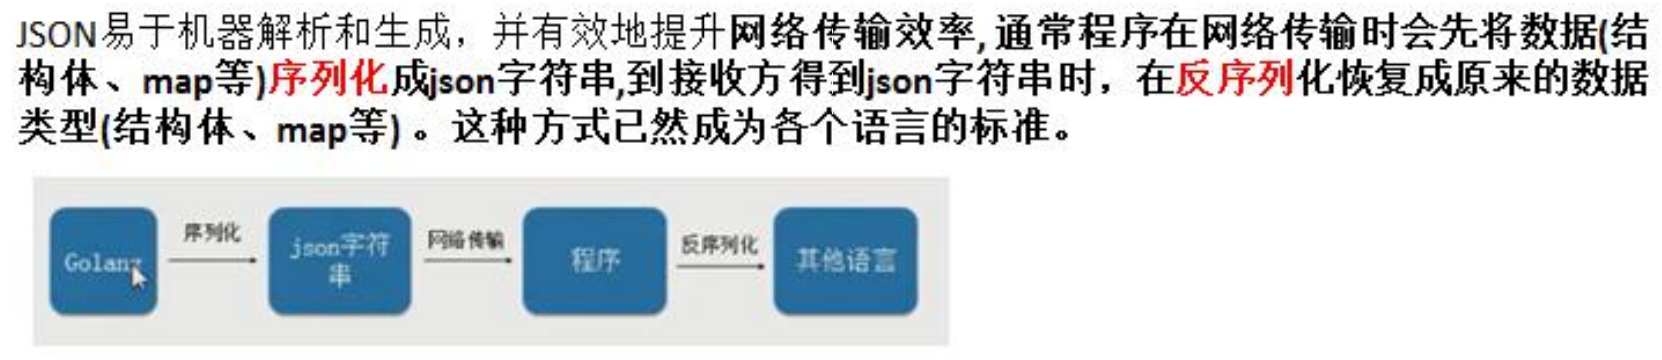 JSON易于机器解析和生成，并有效地提升网络传输效率,通常程序在网络传输时会先将数据(结
构体、map等)序列化成json字符串,到接收方得到json字符串时，在反序列化恢复成原来的数据
类型(结构体、map等) 。这种方式已然成为各个语言的标准。
Golang
序列化
json字符
串
网络传输
程序
反序列化
其他语言